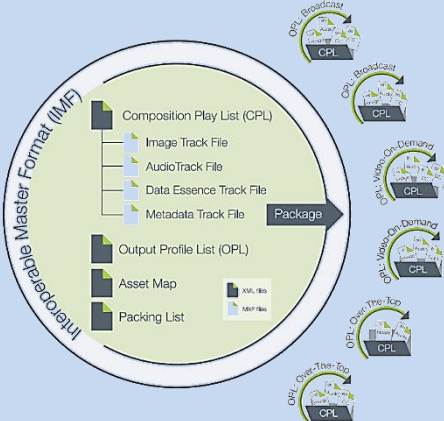 Interoperable Master Format (IMF)
Composition Play List (CPL)
Image Track File
AudioTrack File
Data Essence Track File
Metadata Track File
Package
Output Profile List (OPL)
Asset Map
Packing List
XML files
MXF files
OPL: Broadcast
CPL
OPL: Broadcast
CPL
OPL: Video-On-Demand
CPL
OPL: Video-On-Demand
CPL
OPL: Over-The-Top
CPL
OPL: Over-The-Top
CPL